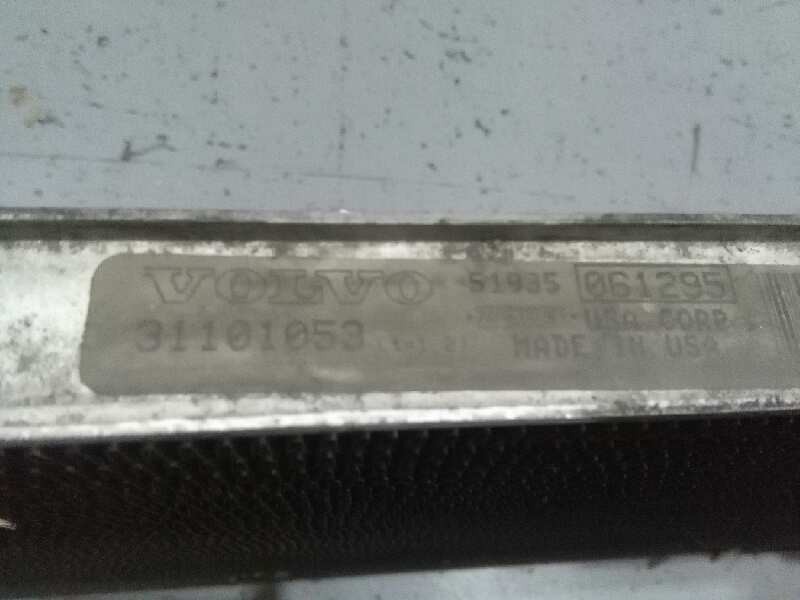 VOLVO 51935 061295
31101053 USA CORP
MADE IN USA